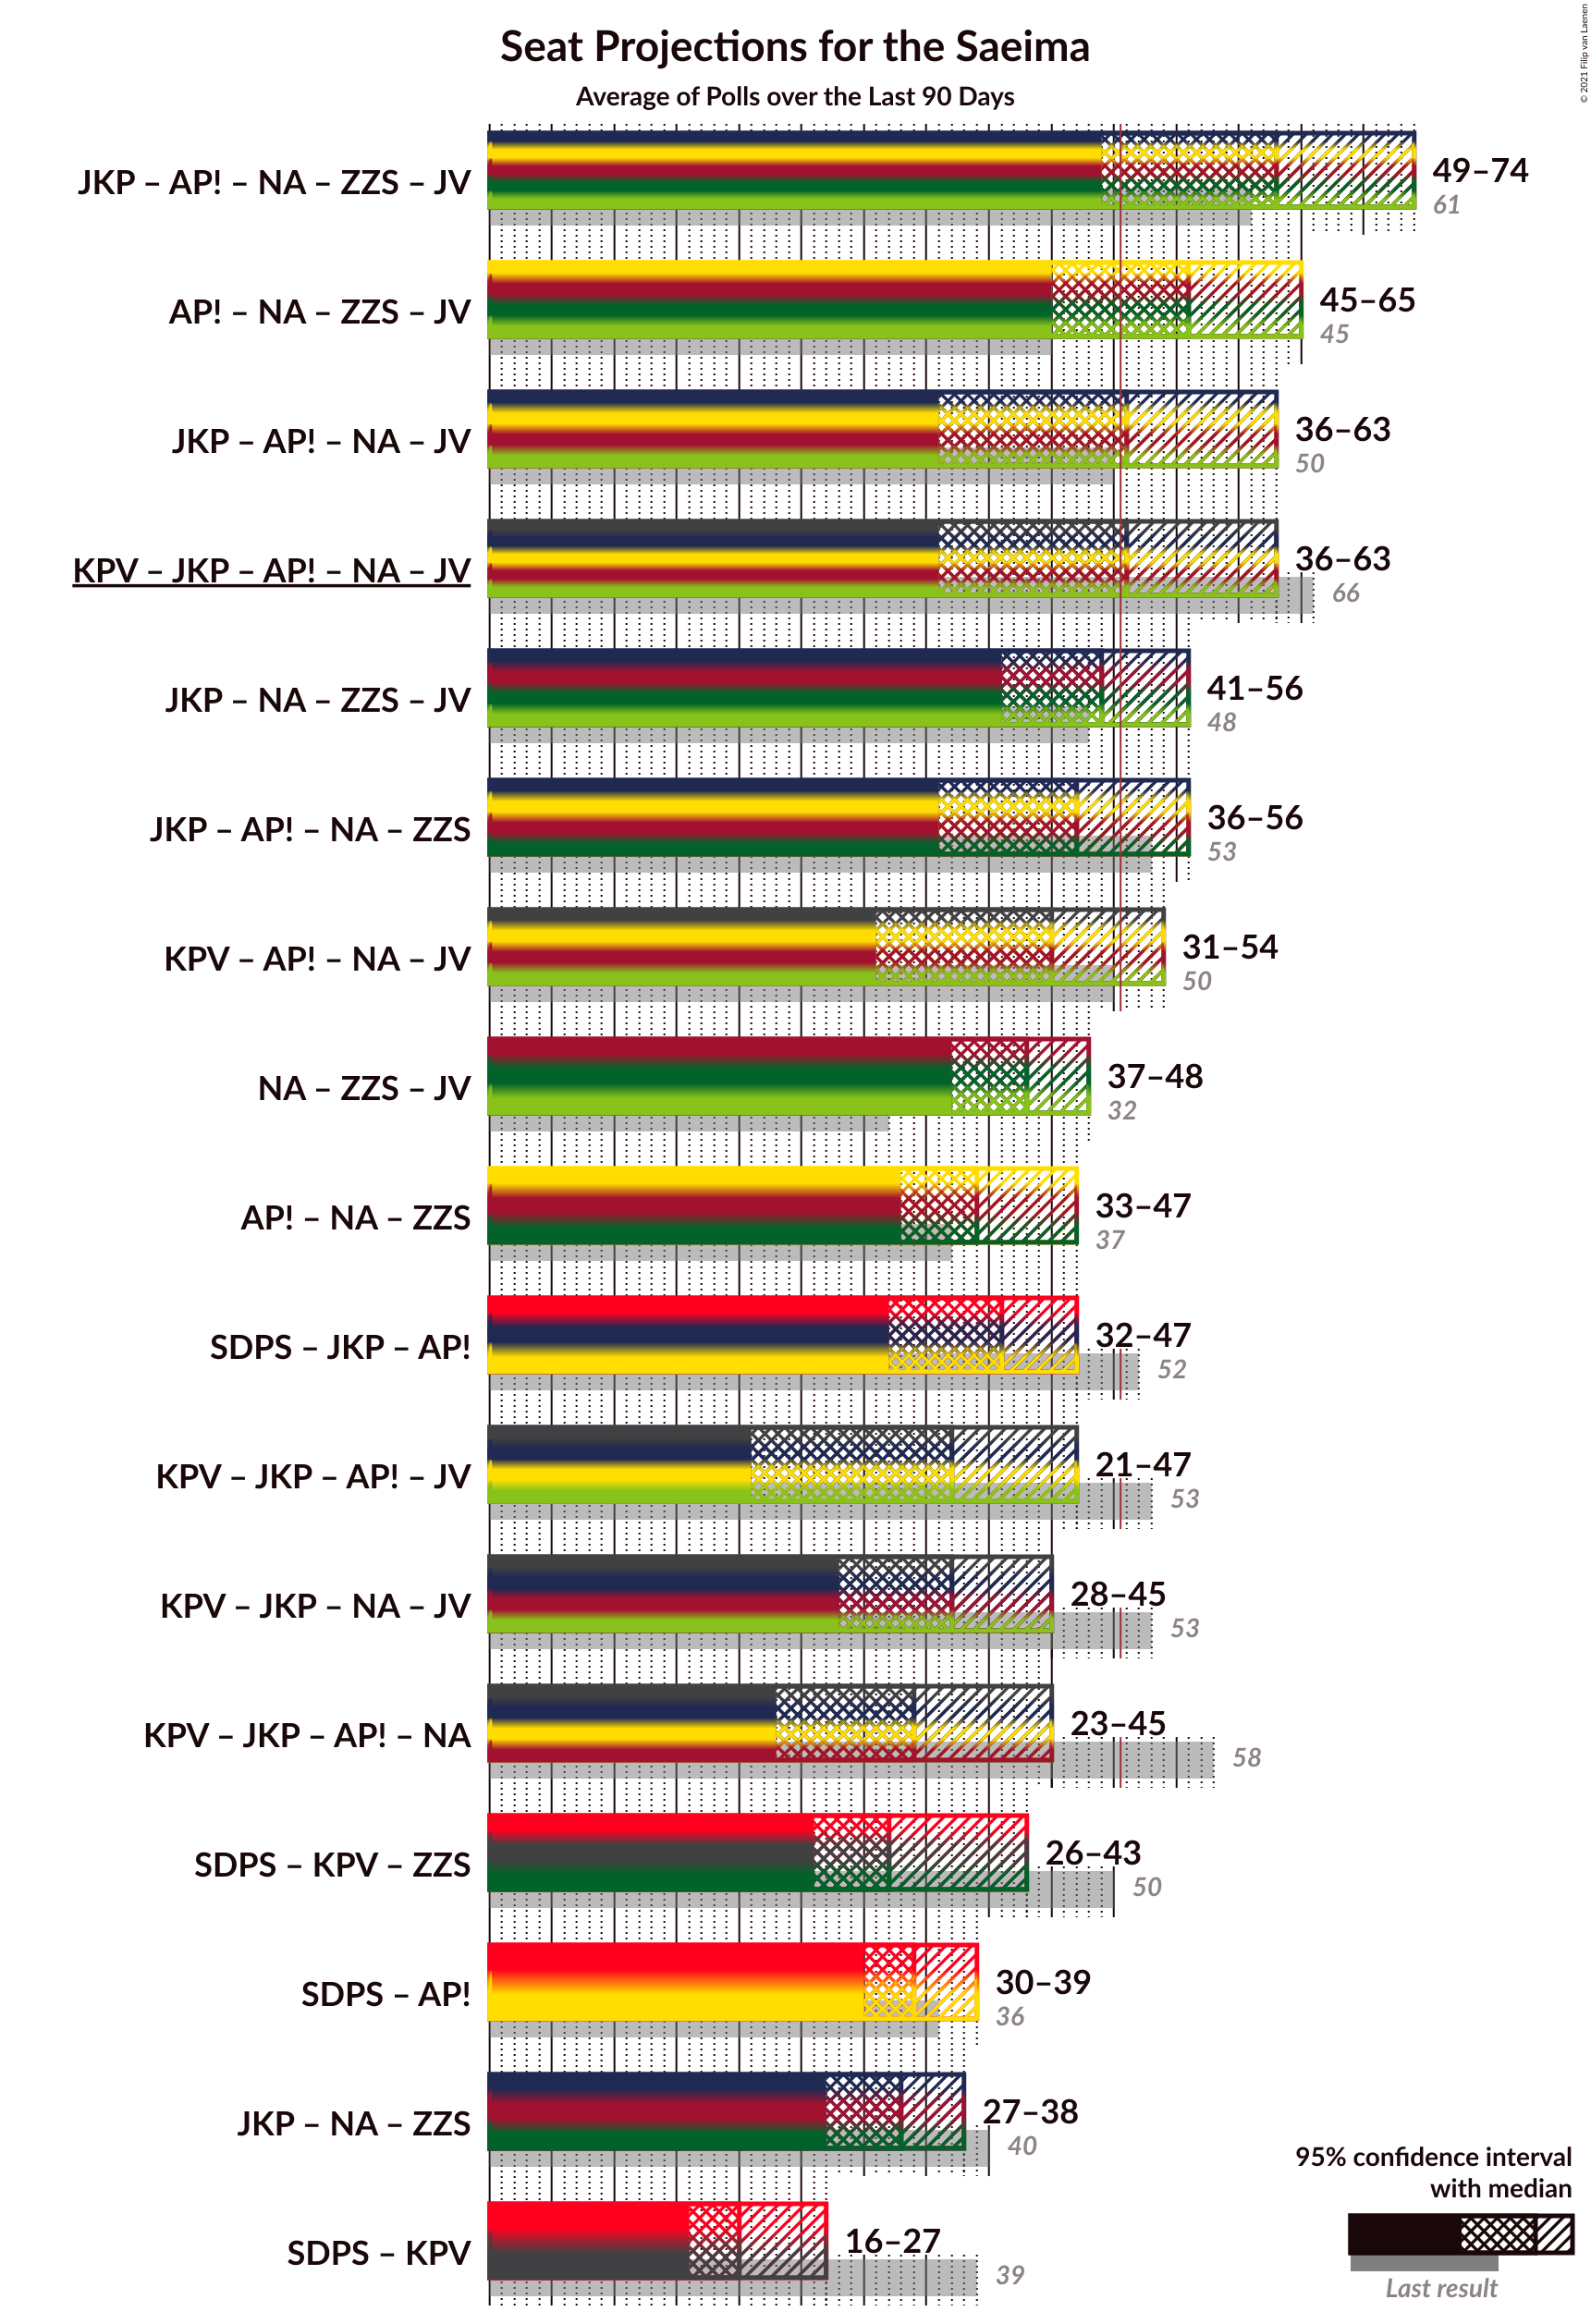 Seat Projections for the Saeima
Average of Polls over the Last 90 Days
© 2021 Filip van Laenen
JKP – AP! – NA – ZZS – JV
49–74
61
AP! – NA – ZZS – JV
45–65
45
JKP – AP! – NA – JV
36–63
50
KPV – JKP – AP! – NA – JV
36–63
66
JKP – NA – ZZS – JV
41–56
48
JKP – AP! – NA – ZZS
36–56
53
KPV – AP! – NA – JV
31–54
50
NA – ZZS – JV
37–48
32
AP! – NA – ZZS
33–47
37
SDPS – JKP – AP!
32–47
52
KPV – JKP – AP! – JV
21–47
53
KPV – JKP – NA – JV
28–45
53
KPV – JKP – AP! – NA
23–45
58
SDPS – KPV – ZZS
26–43
50
SDPS – AP!
30–39
36
JKP – NA – ZZS
27–38
40
SDPS – KPV
16–27
39
95% confidence interval
with median
Last result